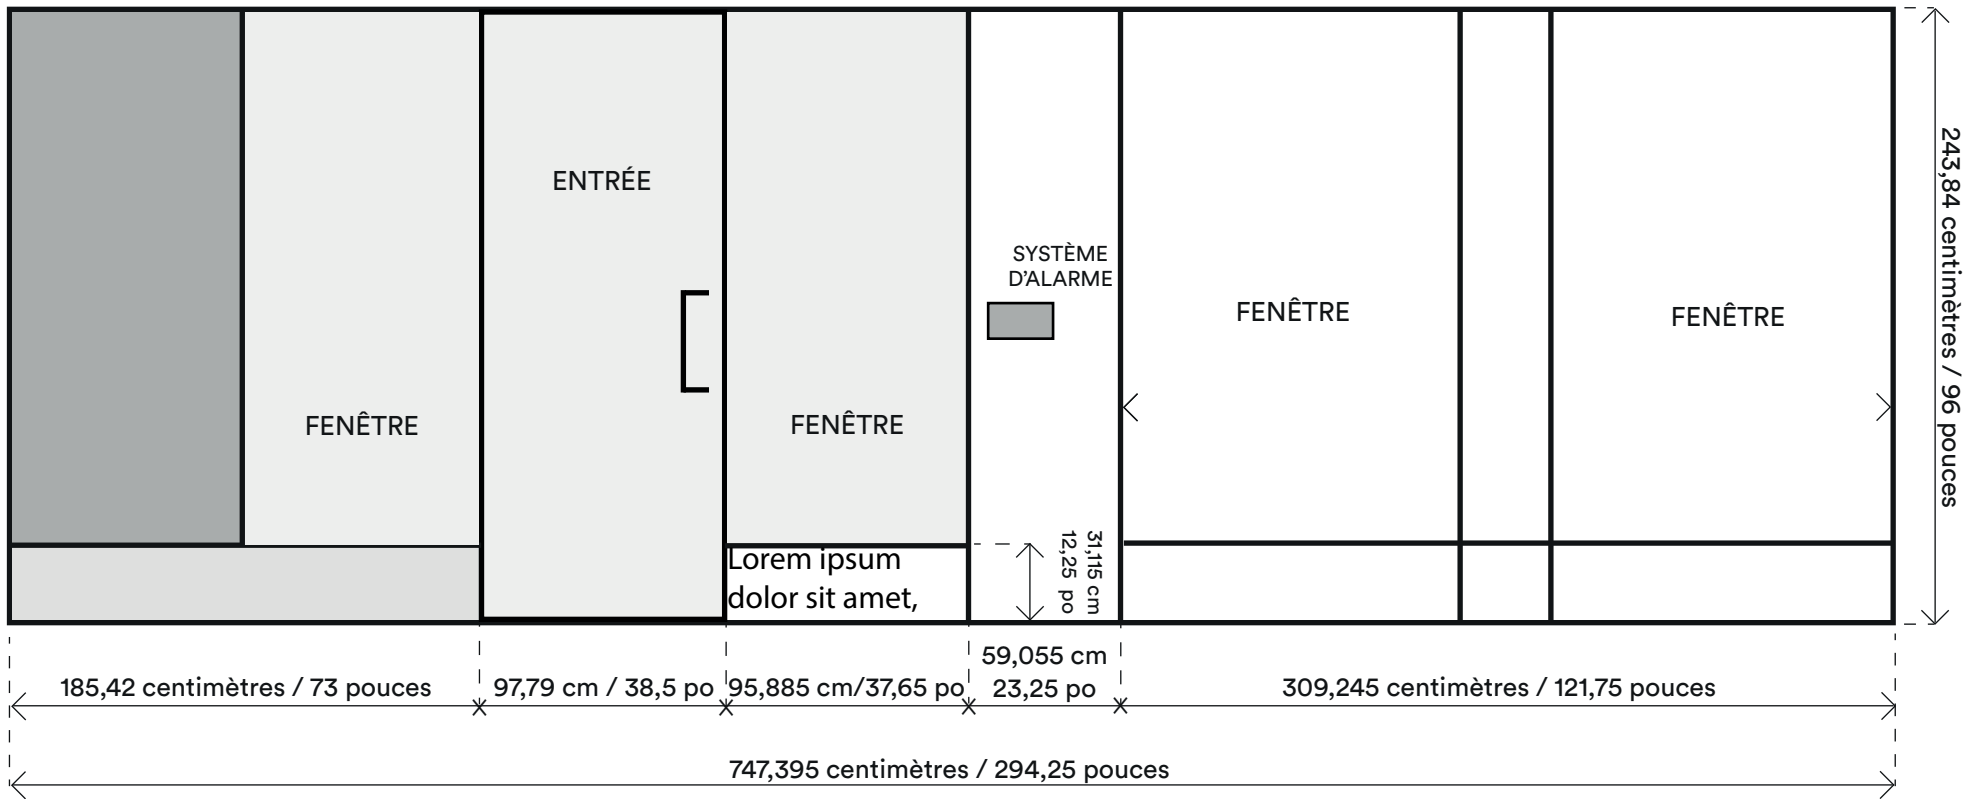 ENTRÉE
SYSTÈME
D'ALARME
FENÊTRE
FENÊTRE
FENÊTRE
FENÊTRE
243,84 centimètres / 96 pouces
Lorem ipsum
dolor sit amet,
31,115 cm
12,25 po
59,055 cm
23,25 po
185,42 centimètres / 73 pouces
97,79 cm / 38,5 po
95,885 cm/37,65 po
309,245 centimètres / 121,75 pouces
747,395 centimètres / 294,25 pouces